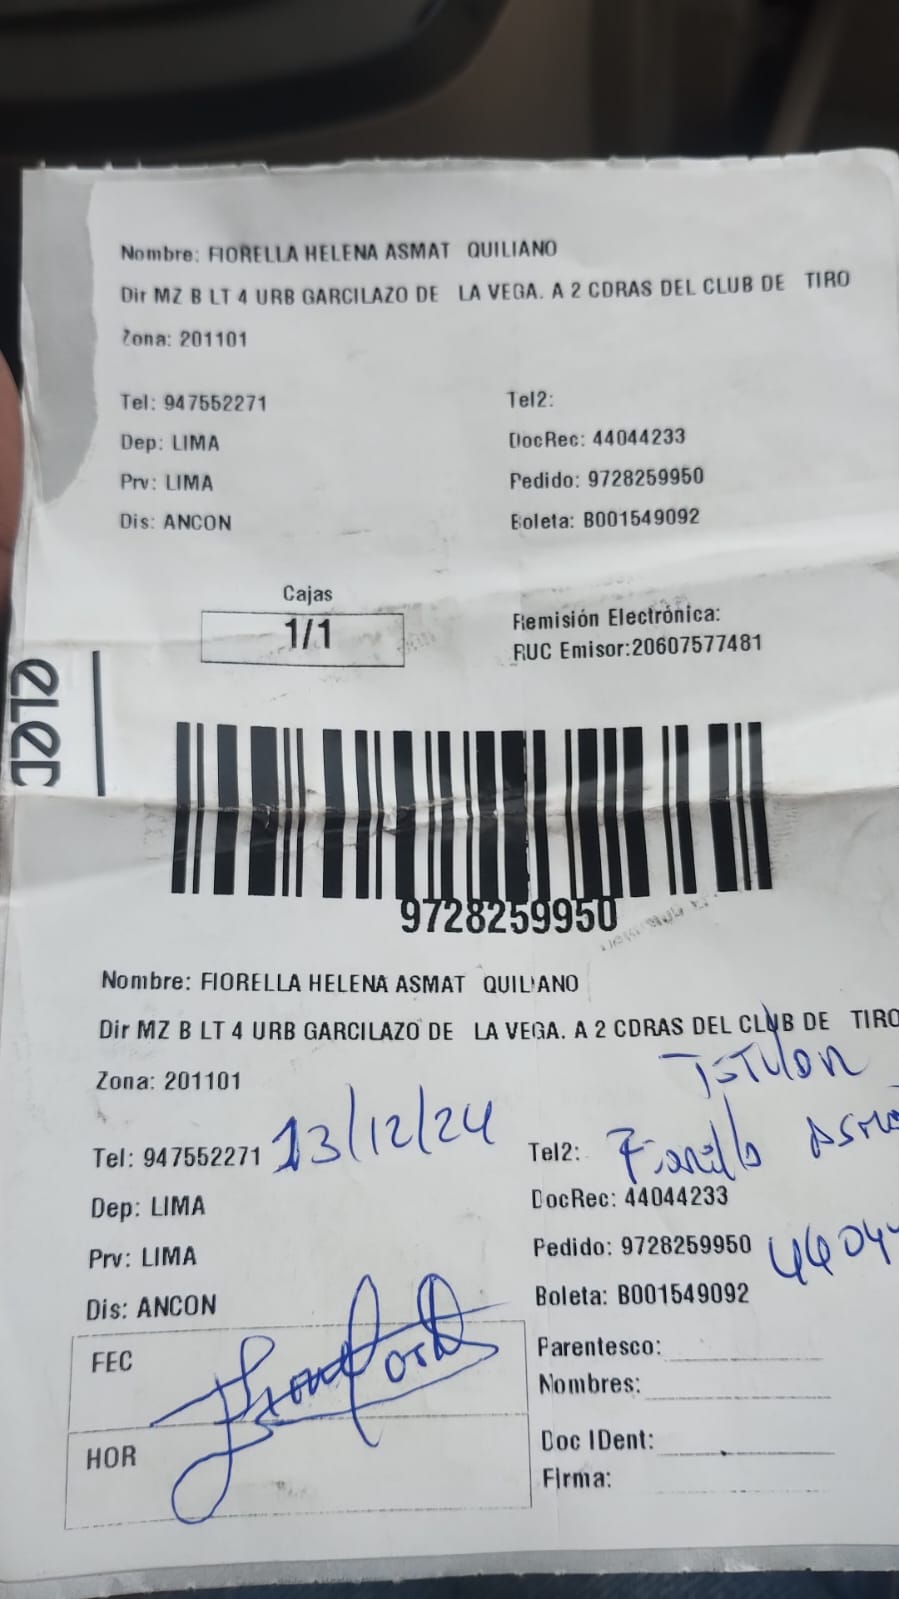 Nombre: FIORELLA HELENA ASMAT QUILIANO
Dir MZ B LT 4 URB GARCILAZO DE LA VEGA. A 2 CDRAS DEL CLUB DE TIRO
Zona: 201101
Tel: 947552271 Tel2:
Dep: LIMA DocRec: 44044233
Prv: LIMA Pedido: 9728259950
Dis: ANCON Boleta: B001549092
Cajas
1/1
Remisión Electrónica:
RUC Emisor:20607577481
elec
9728259950
Nombre: FIORELLA HELENA ASMAT QUILIANO
Dir MZ B LT 4 URB GARCILAZO DE LA VEGA. A 2 CDRAS DEL CLUB DE TIRO
Zona: 201101
Tel: 947552271 13/12/24 Tel2:
Dep: LIMA DocRec: 44044233
Prv: LIMA Pedido: 9728259950
Dis: ANCON Boleta: B001549092
FEC Parentesco:
Nombres:
HOR Doc IDent:
Firma: